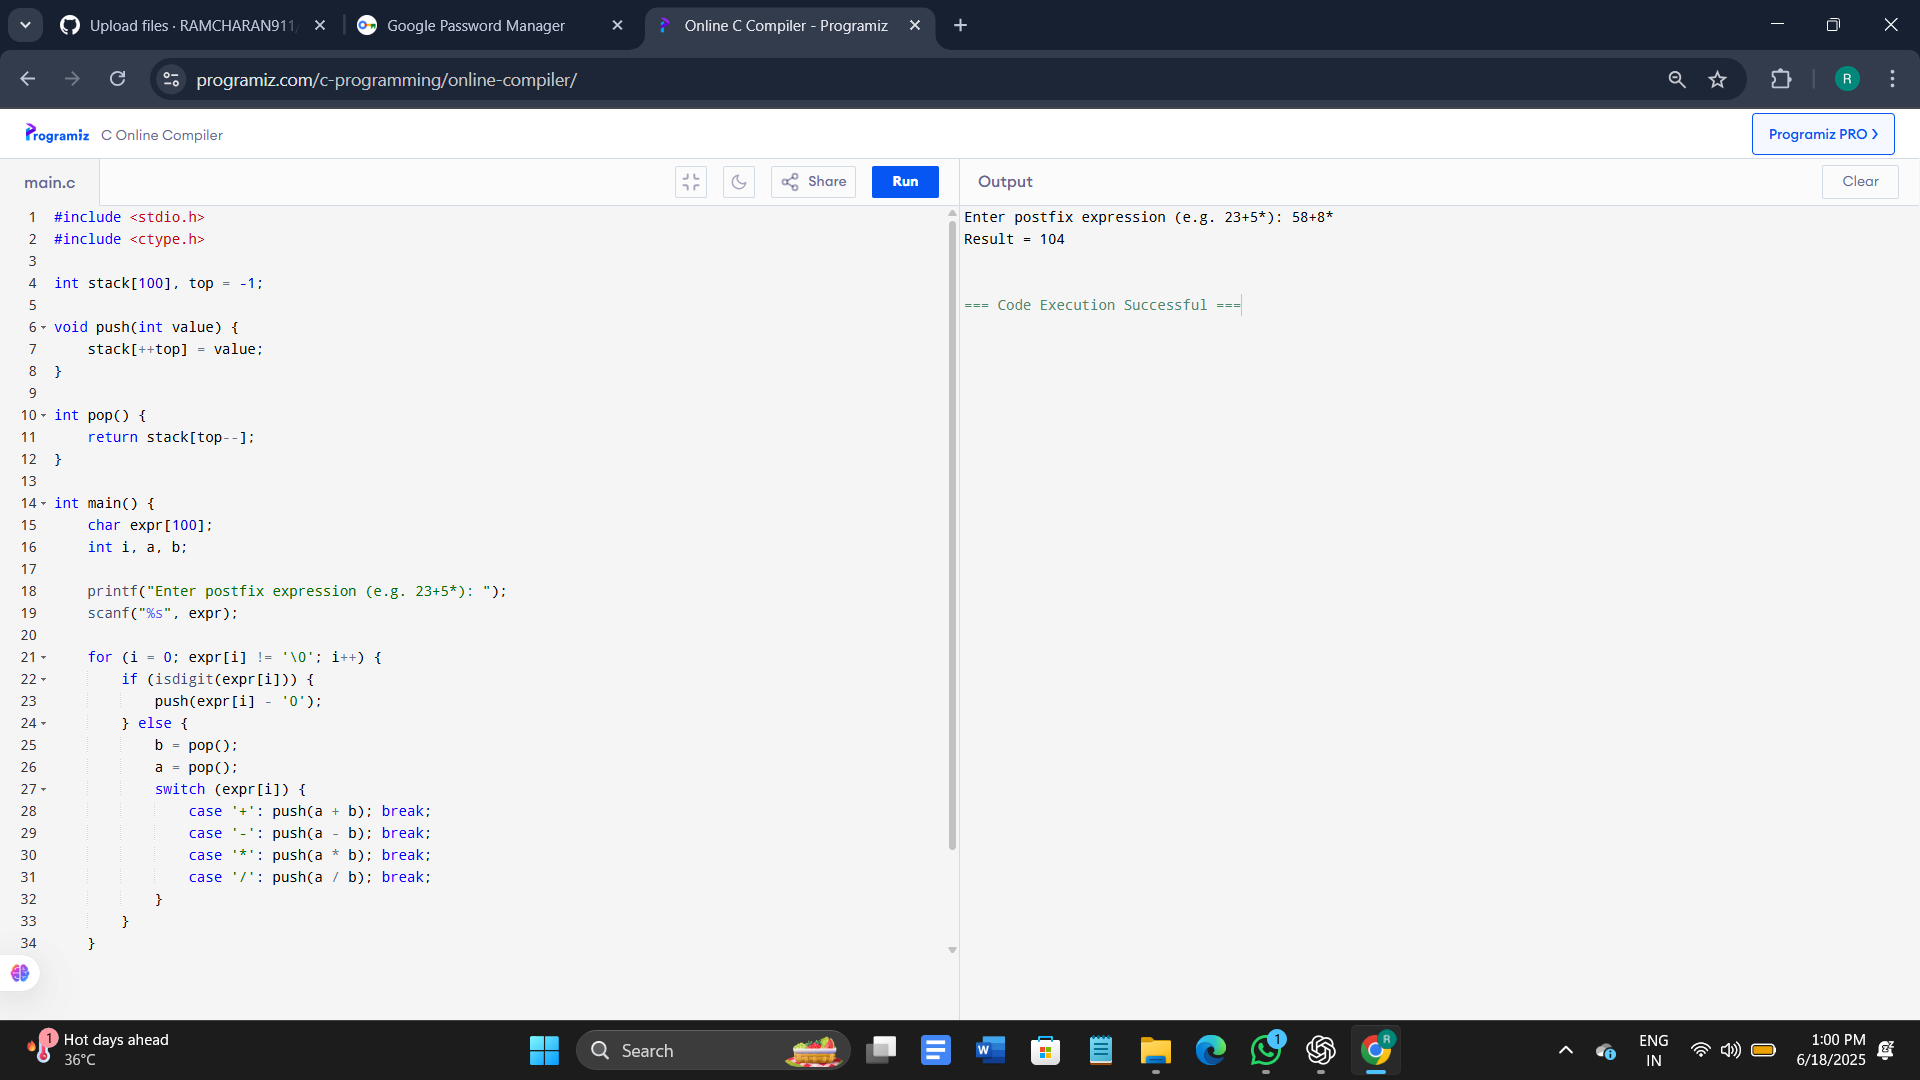 Upload files · RAMCHARAN911/
Google Password Manager
Online C Compiler - Programiz
programiz.com/c-programming/online-compiler/
R
Programiz C Online Compiler
Programiz PRO >
main.c
Share
Run
Output
Clear
1 #include <stdio.h>
2 #include <ctype.h>
3
4 int stack[100], top = -1;
5
6 void push(int value) {
7     stack[++top] = value;
8 }
9
10 int pop() {
11     return stack[top--];
12 }
13
14 int main() {
15     char expr[100];
16     int i, a, b;
17
18     printf("Enter postfix expression (e.g. 23+5*): ");
19     scanf("%s", expr);
20
21     for (i = 0; expr[i] != '\0'; i++) {
22         if (isdigit(expr[i])) {
23             push(expr[i] - '0');
24         } else {
25             b = pop();
26             a = pop();
27             switch (expr[i]) {
28                 case '+': push(a + b); break;
29                 case '-': push(a - b); break;
30                 case '*': push(a * b); break;
31                 case '/': push(a / b); break;
32             }
33         }
34     }
Enter postfix expression (e.g. 23+5*): 58+8*
Result = 104
=== Code Execution Successful ===
1
Hot days ahead
36°C
Search
W
1
R
ENG
IN
1:00 PM
6/18/2025